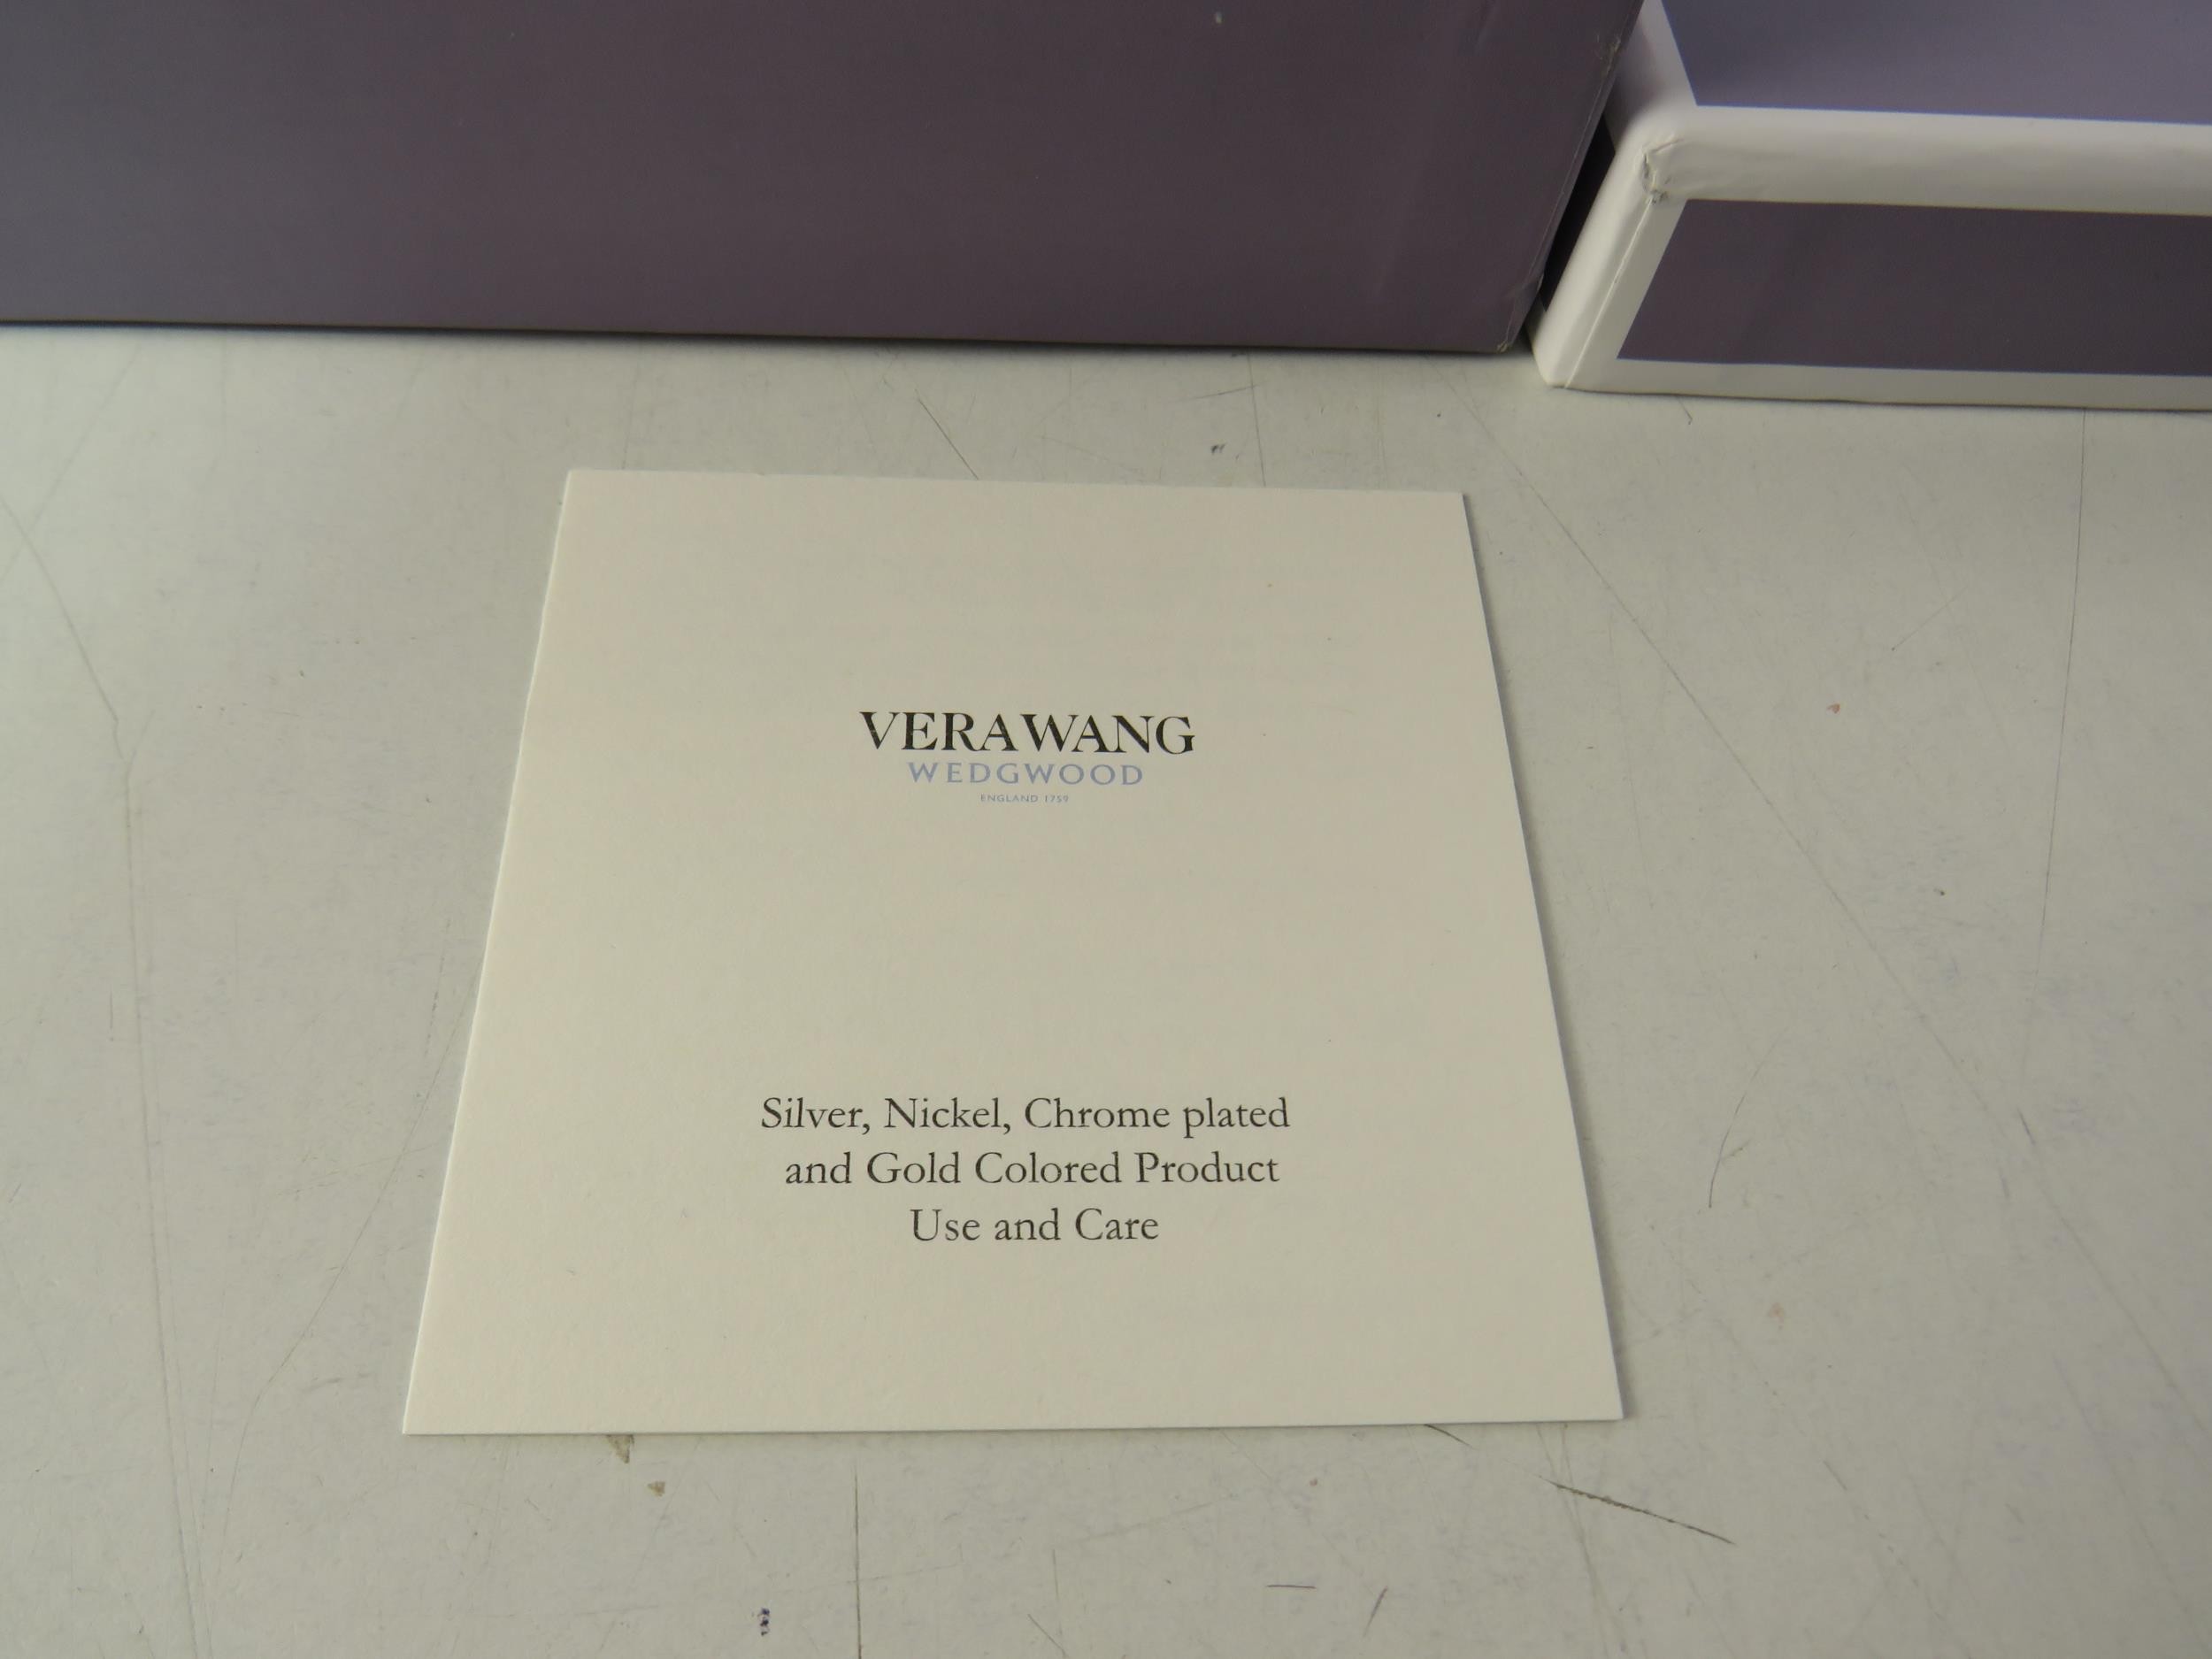 VERA WANG
WEDGWOOD
ENGLAND 1759
Silver, Nickel, Chrome plated
and Gold Colored Product
Use and Care